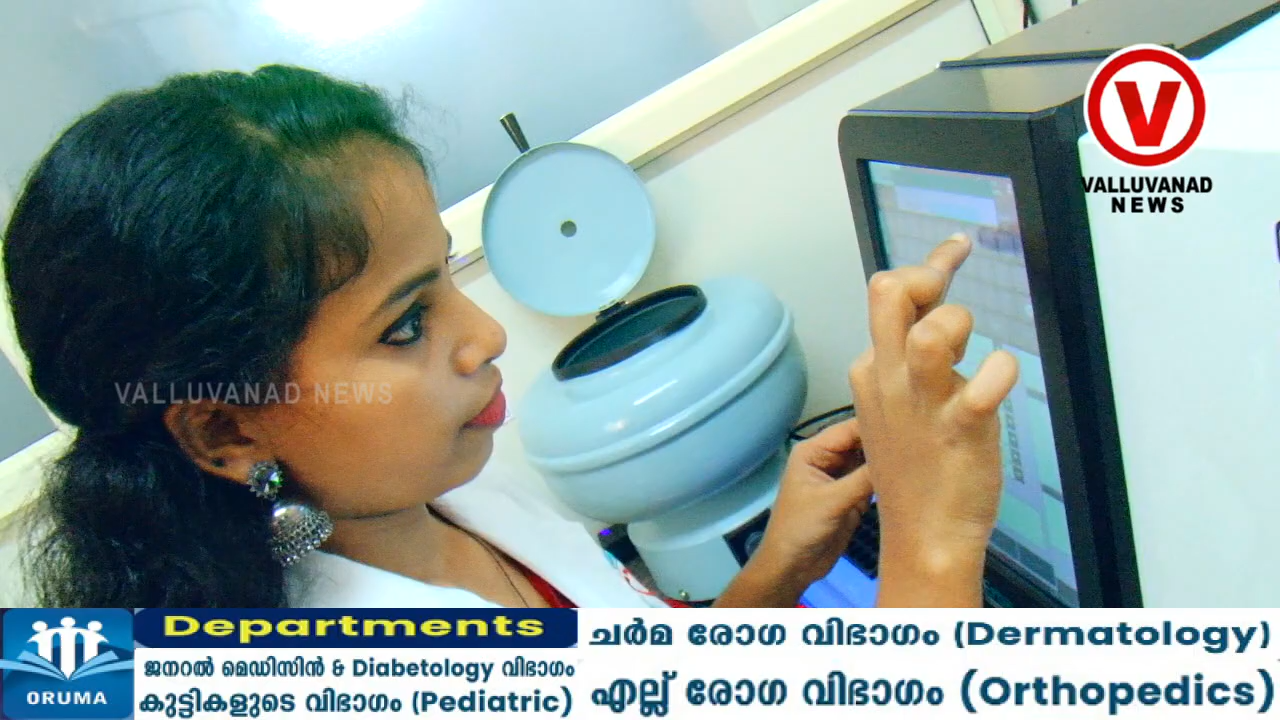 V
VALLUVANAD
NEWS
VALLUVANAD NEWS
ORUMA
Departments
ജനറൽ മെഡിസിൻ & Diabetology വിഭാഗം
കുട്ടികളുടെ വിഭാഗം (Pediatric)
ചർമ രോഗ വിഭാഗം (Dermatology)
എല്ല് രോഗ വിഭാഗം (Orthopedics)